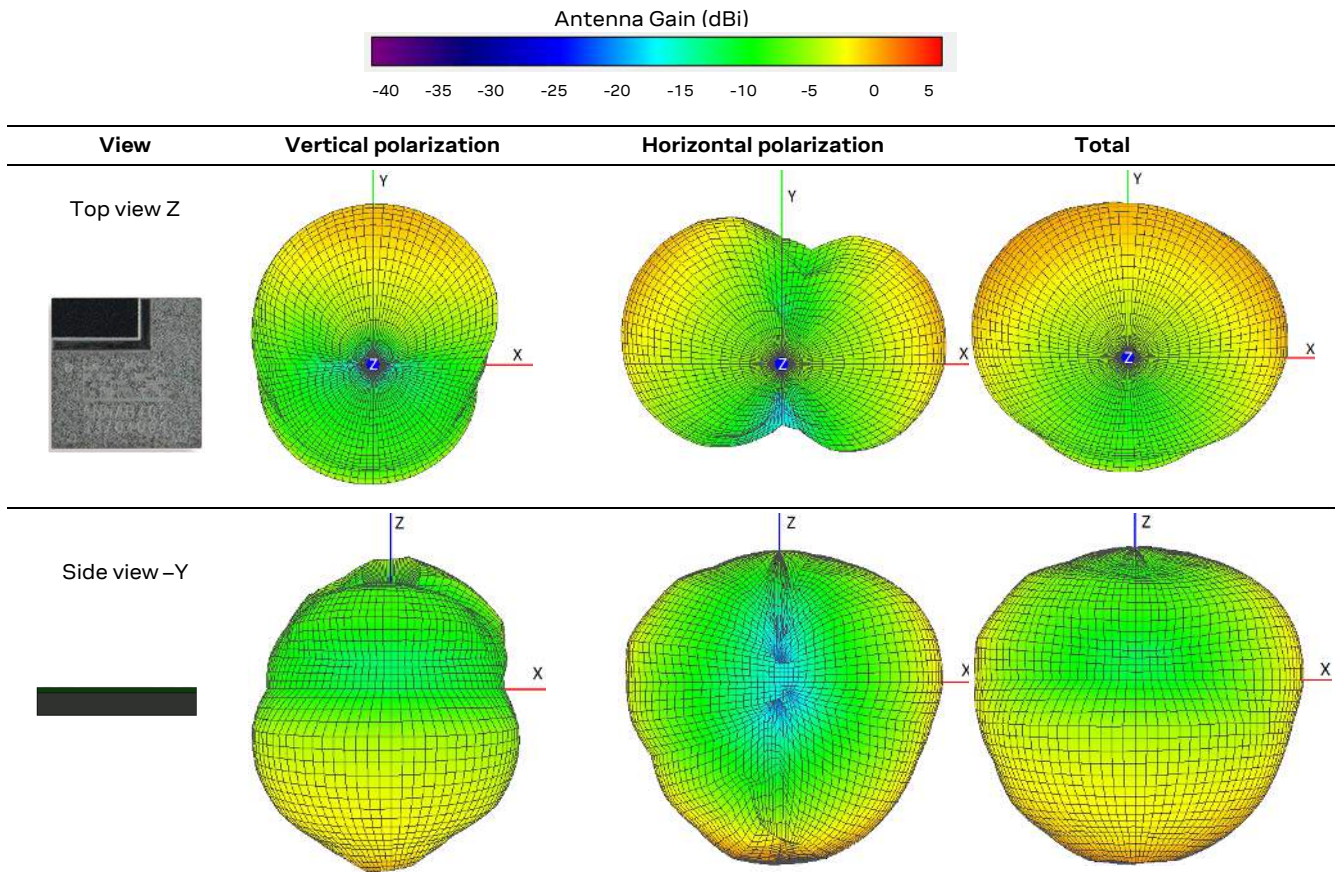 Antenna Gain (dBi)
-40 -35 -30 -25 -20 -15 -10 -5 0 5
View Vertical polarization Horizontal polarization Total
Top view Z
Y
X
Z
Y
X
Z
Y
X
Z
Side view –Y
Z
X
Z
X
Z
X